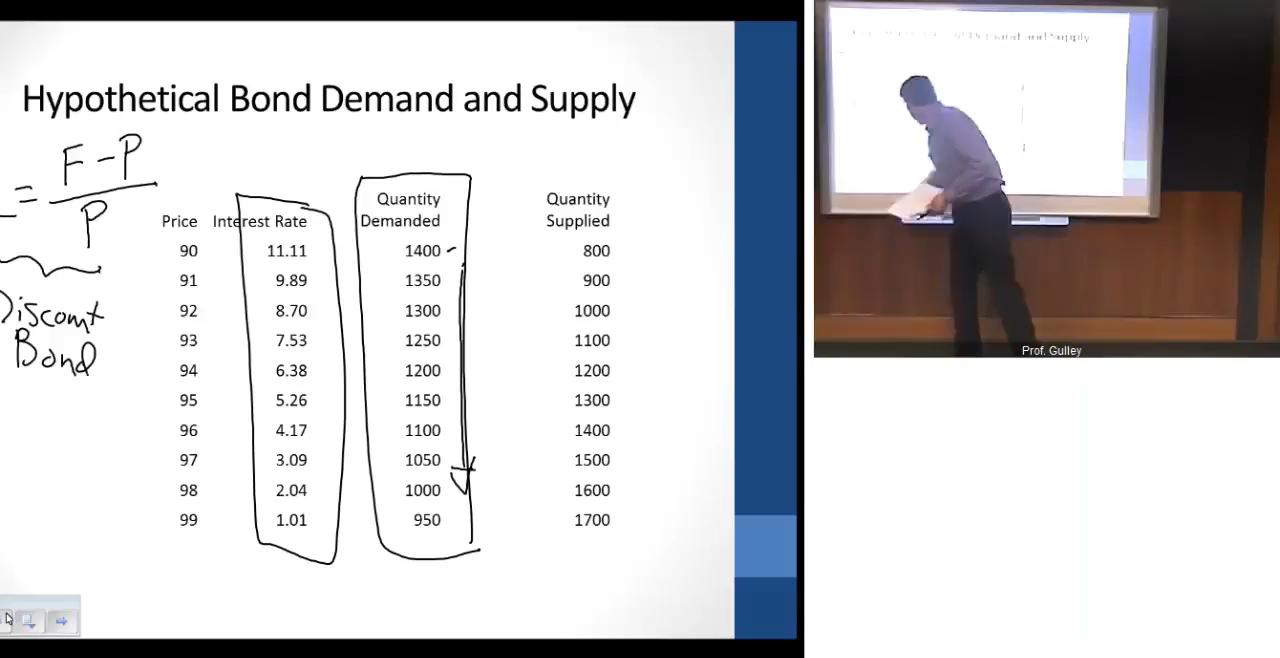 Hypothetical Bond Demand and Supply
= F - P
P
Discount
Bond
Price Interest Rate Quantity Demanded Quantity Supplied
90 11.11 1400 800
91 9.89 1350 900
92 8.70 1300 1000
93 7.53 1250 1100
94 6.38 1200 1200
95 5.26 1150 1300
96 4.17 1100 1400
97 3.09 1050 1500
98 2.04 1000 1600
99 1.01 950 1700
and Supply
Prof. Gulley